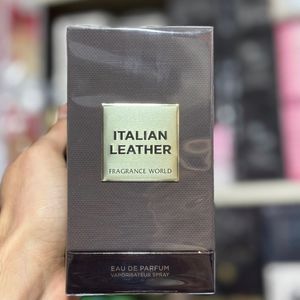 ITALIAN
LEATHER
FRAGRANCE WORLD
EAU DE PARFUM
VAPORISATEUR SPRAY